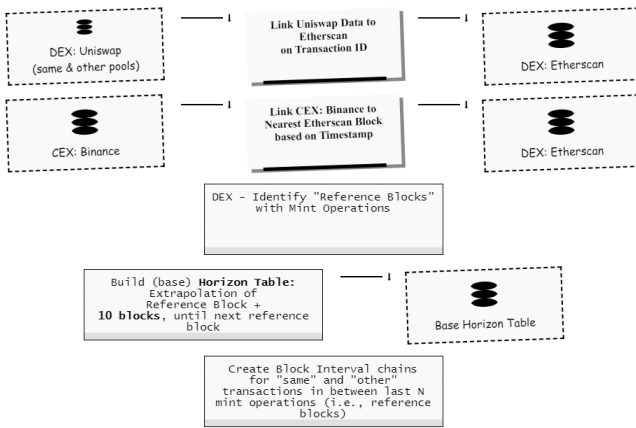 DEX: Uniswap
(same & other pools)
Link Uniswap Data to
Etherscan
on Transaction ID
DEX: Etherscan
CEX: Binance
Link CEX: Binance to
Nearest Etherscan Block
based on Timestamp
DEX: Etherscan
DEX - Identify "Reference Blocks"
with Mint Operations
Build (base) Horizon Table:
Extrapolation of
Reference Block +
10 blocks, until next reference
block
Base Horizon Table
Create Block Interval chains
for "same" and "other"
transactions in between last N
mint operations (i.e., reference
blocks)